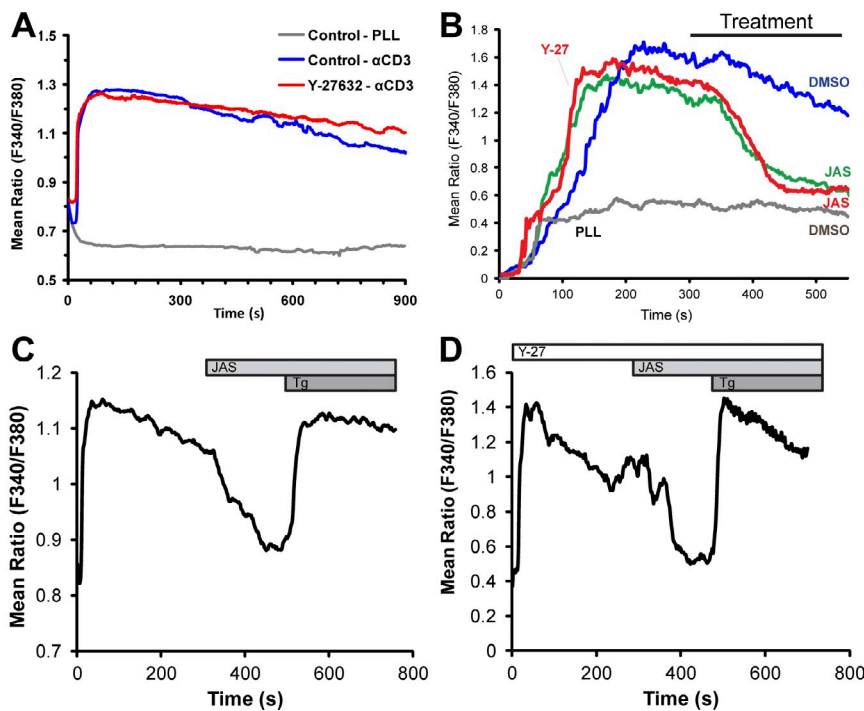 A
Control - PLL
Control - αCD3
Y-27632 - αCD3
Mean Ratio (F340/F380)
1.5
1.3
1.1
0.9
0.7
0.5
0
300
600
900
Time (s)
B
Treatment
Y-27
DMSO
JAS
JAS
DMSO
PLL
Mean Ratio (F340/F380)
1.8
1.6
1.4
1.2
1
0.8
0.6
0.4
0.2
0
0
100
200
300
400
500
Time (s)
C
JAS
Tg
Mean Ratio (F340/F380)
1.2
1.1
1.0
0.9
0.8
0.7
0
200
400
600
800
Time (s)
D
Y-27
JAS
Tg
Mean Ratio (F340/F380)
1.6
1.4
1.2
1.0
0.8
0.6
0.4
0.2
0
0
200
400
600
800
Time (s)